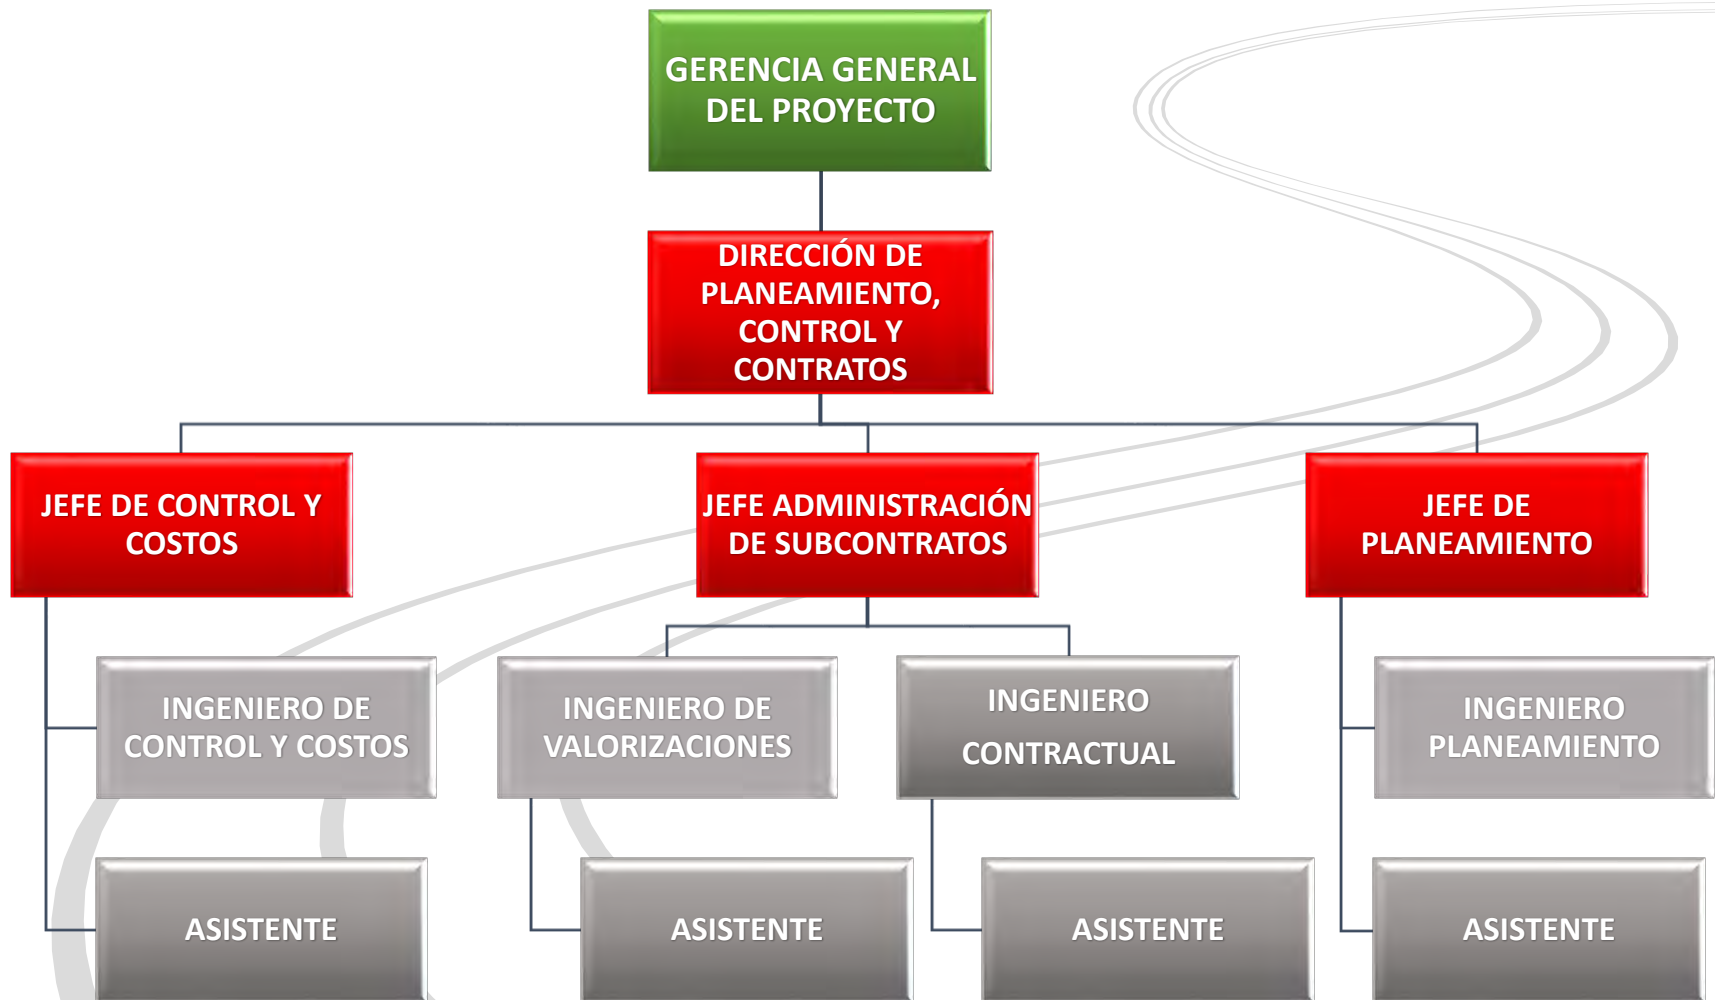 GERENCIA GENERAL
DEL PROYECTO
DIRECCIÓN DE
PLANEAMIENTO,
CONTROL Y
CONTRATOS
JEFE DE CONTROL Y
COSTOS
JEFE ADMINISTRACIÓN
DE SUBCONTRATOS
JEFE DE
PLANEAMIENTO
INGENIERO DE
CONTROL Y COSTOS
INGENIERO DE
VALORIZACIONES
INGENIERO
CONTRACTUAL
INGENIERO
PLANEAMIENTO
ASISTENTE
ASISTENTE
ASISTENTE
ASISTENTE